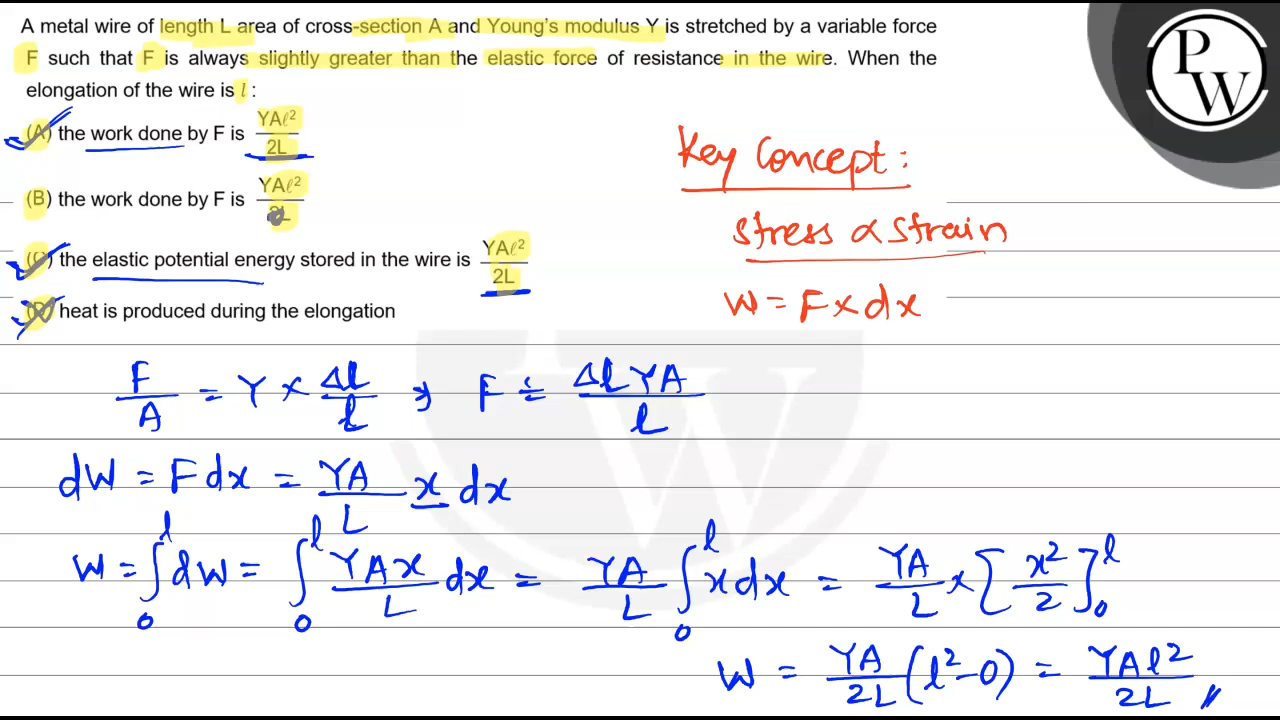 A metal wire of length L area of cross-section A and Young's modulus Y is stretched by a variable force
F such that F is always slightly greater than the elastic force of resistance in the wire. When the
elongation of the wire is l :
(A) the work done by F is YAℓ²/2L
(B) the work done by F is YAℓ²/2L
(C) the elastic potential energy stored in the wire is YAℓ²/2L
(D) heat is produced during the elongation
PW
Key Concept:
Stress ∝ Strain
W = F × dx
F/A = Y × Δl/l ⇒ F = Δl YA/l
dW = Fdx = YA/L x dx
W = ∫₀ˡ dW = ∫₀ˡ YAx/L dx = YA/L ∫₀ˡ x dx = YA/L × [x²/2]₀ˡ
W = YA/2L (l²-0) = YAl²/2L //